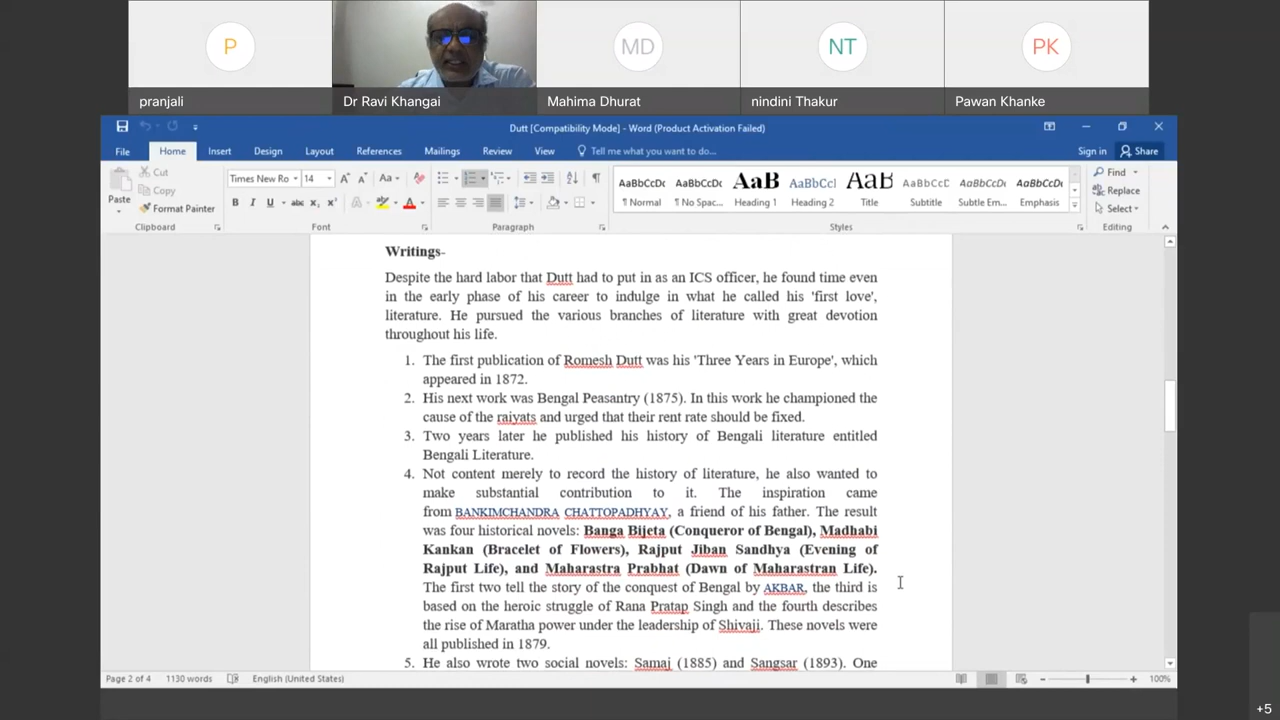 P
MD
NT
PK
pranjali
Dr Ravi Khangai
Mahima Dhurat
nindini Thakur
Pawan Khanke
Dutt [Compatibility Mode] - Word (Product Activation Failed)
File Home Insert Design Layout References Mailings Review View Tell me what you want to do... Sign in Share
Paste
Cut
Copy
Format Painter
Clipboard
Times New Ro 14
Font
Paragraph
AaBbCcDc AaBbCcDc AaB AaBbCcl AaB AaBbCcD AaBbCcDt AaBbCcDt
¶ Normal ¶ No Spac... Heading 1 Heading 2 Title Subtitle Subtle Em... Emphasis
Styles
Find
Replace
Select
Editing
Writings-
Despite the hard labor that Dutt had to put in as an ICS officer, he found time even
in the early phase of his career to indulge in what he called his 'first love',
literature. He pursued the various branches of literature with great devotion
throughout his life.
1. The first publication of Romesh Dutt was his 'Three Years in Europe', which
appeared in 1872.
2. His next work was Bengal Peasantry (1875). In this work he championed the
cause of the raiyats and urged that their rent rate should be fixed.
3. Two years later he published his history of Bengali literature entitled
Bengali Literature.
4. Not content merely to record the history of literature, he also wanted to
make substantial contribution to it. The inspiration came
from BANKIMCHANDRA CHATTOPADHYAY, a friend of his father. The result
was four historical novels: Banga Bijeta (Conqueror of Bengal), Madhabi
Kankan (Bracelet of Flowers), Rajput Jiban Sandhya (Evening of
Rajput Life), and Maharastra Prabhat (Dawn of Maharastran Life).
The first two tell the story of the conquest of Bengal by AKBAR, the third is
based on the heroic struggle of Rana Pratap Singh and the fourth describes
the rise of Maratha power under the leadership of Shivaji. These novels were
all published in 1879.
5. He also wrote two social novels: Samaj (1885) and Sangsar (1893). One
Page 2 of 4 1130 words English (United States) 100%
+5